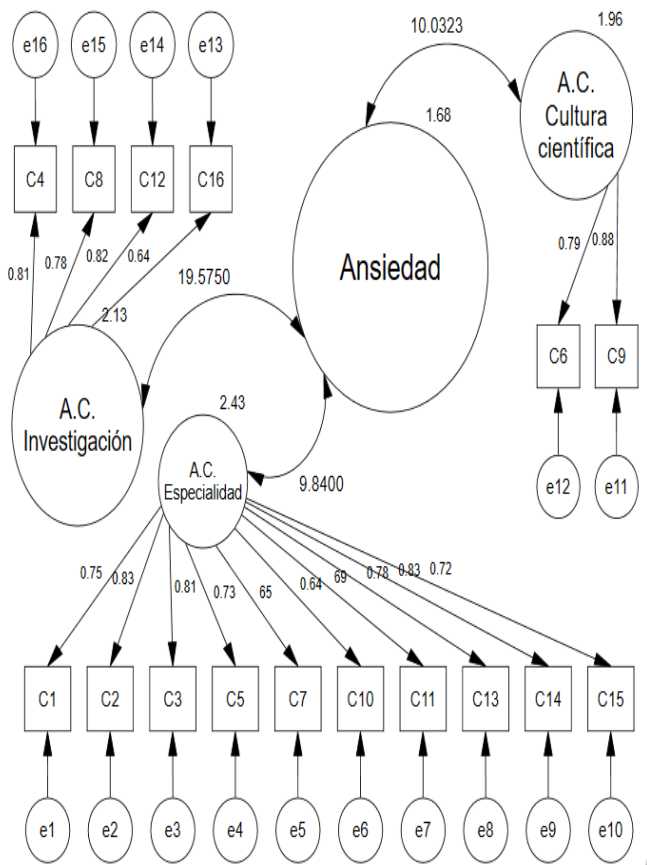 e16
e15
e14
e13
10.0323
1.96
A.C.
Cultura
científica
1.68
C4
C8
C12
C16
Ansiedad
0.81
0.78
0.82
0.64
19.5750
0.79
0.88
2.13
C6
C9
A.C.
Investigación
2.43
A.C.
Especialidad
9.8400
e12
e11
0.75
0.83
0.81
0.73
65
0.64
69
0.78
0.83
0.72
C1
C2
C3
C5
C7
C10
C11
C13
C14
C15
e1
e2
e3
e4
e5
e6
e7
e8
e9
e10